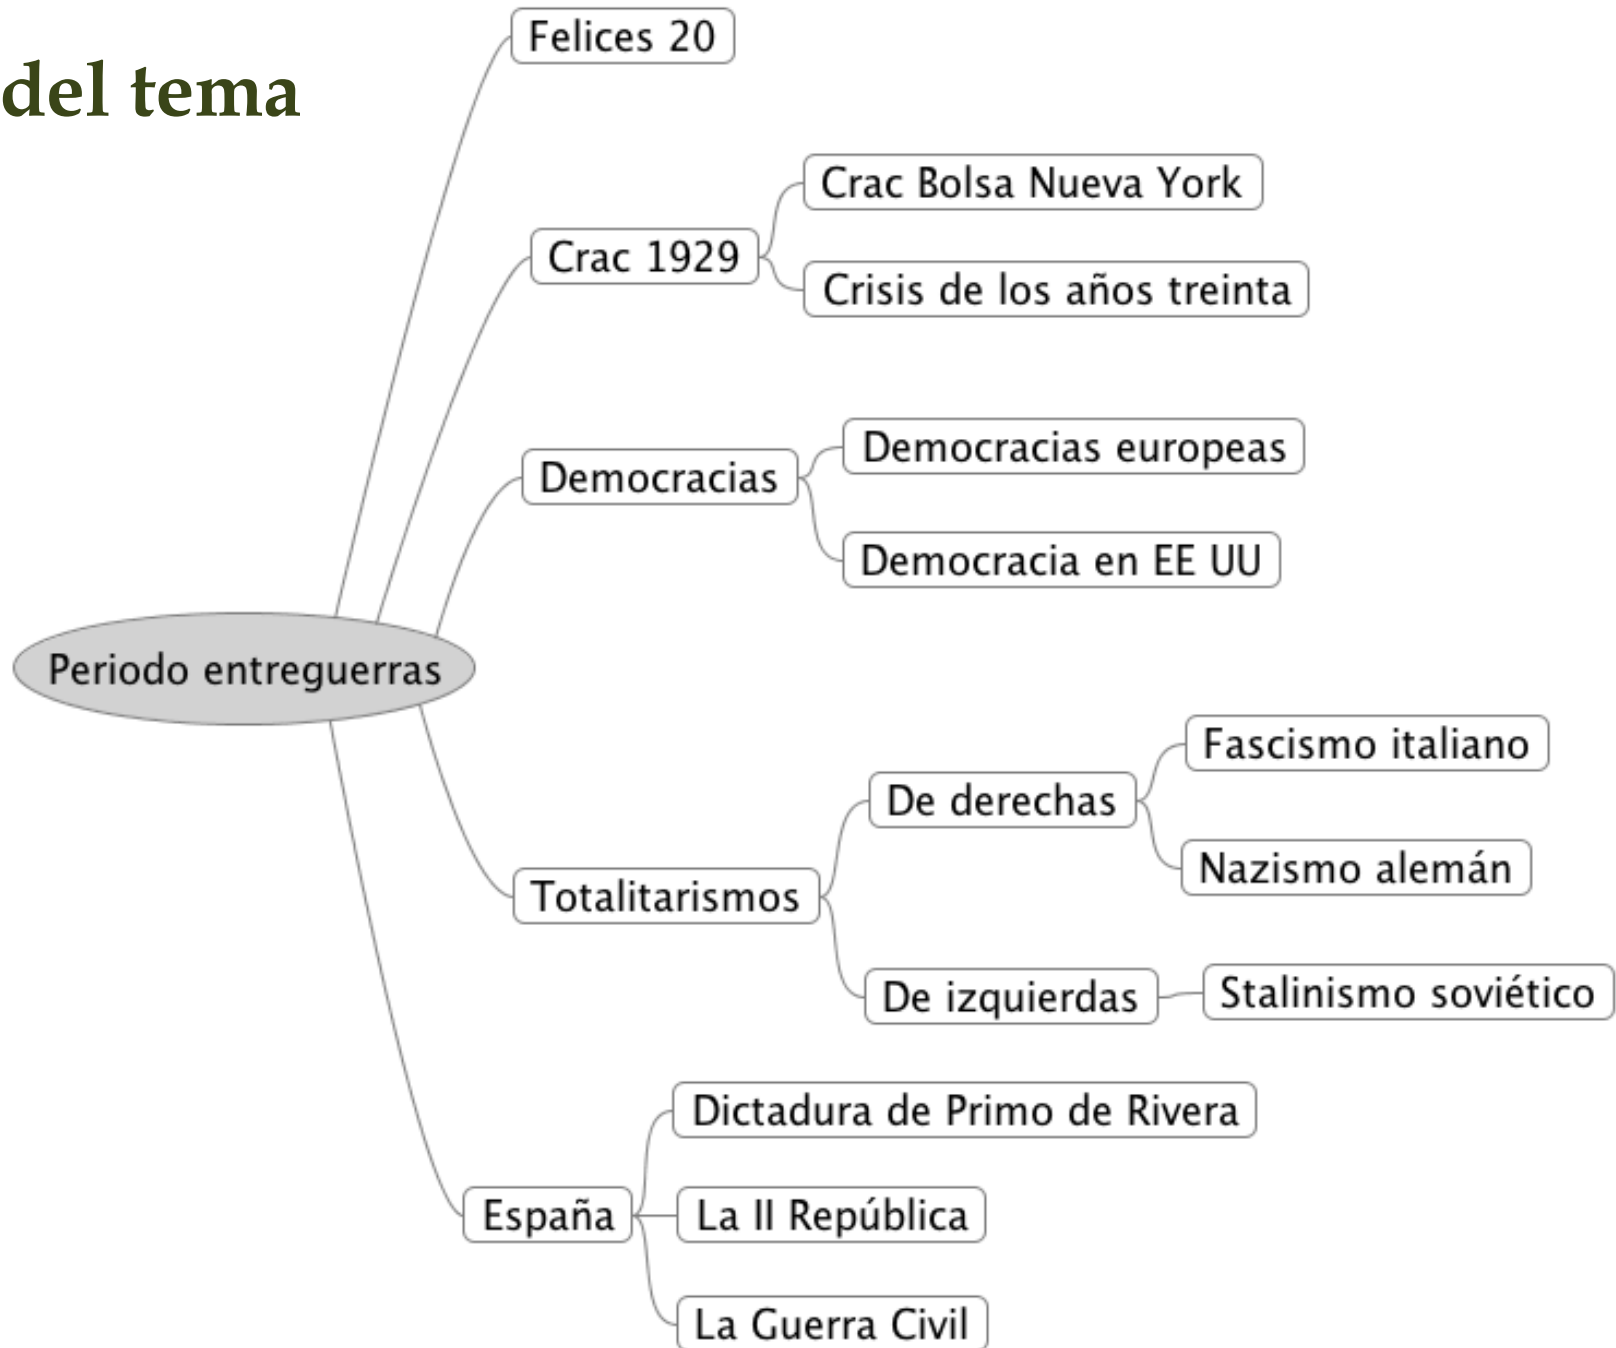 del tema
Felices 20
Crac 1929
Crac Bolsa Nueva York
Crisis de los años treinta
Democracias
Democracias europeas
Democracia en EE UU
Periodo entreguerras
Totalitarismos
De derechas
Fascismo italiano
Nazismo alemán
De izquierdas
Stalinismo soviético
España
Dictadura de Primo de Rivera
La II República
La Guerra Civil